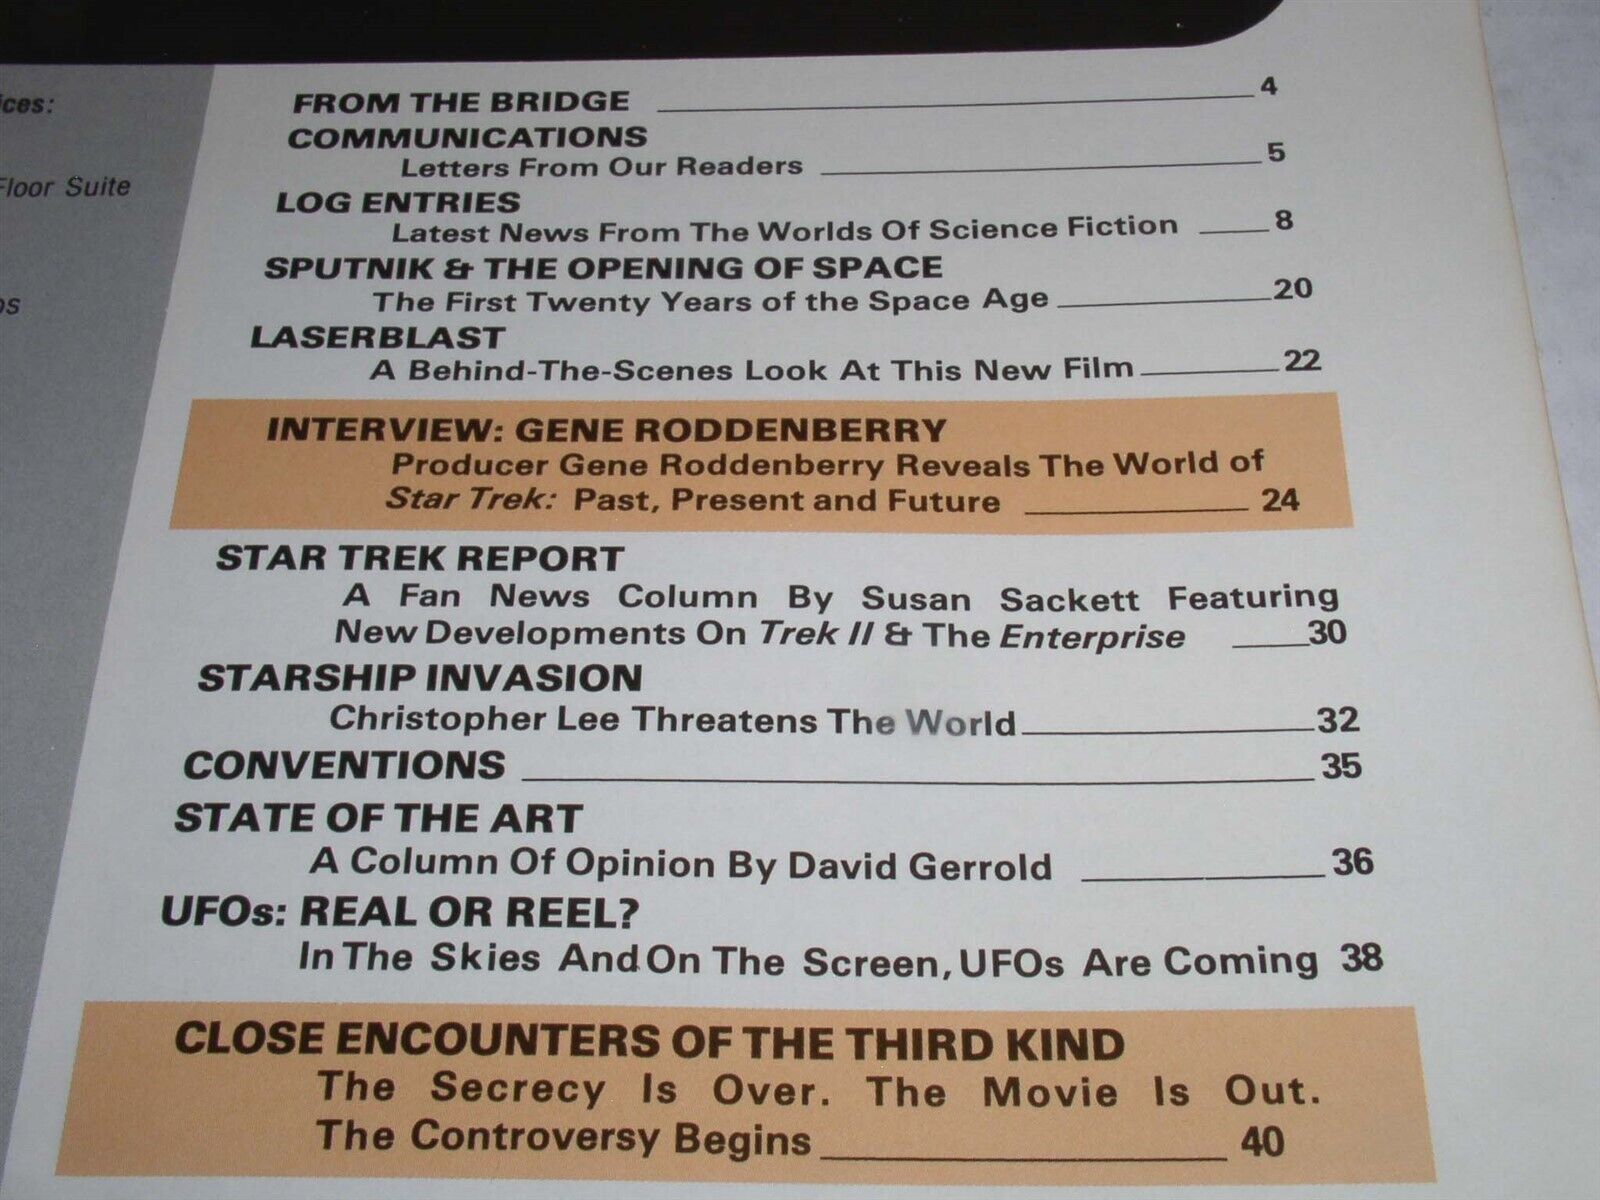 ices:
Floor Suite
os
FROM THE BRIDGE 4
COMMUNICATIONS
Letters From Our Readers 5
LOG ENTRIES
Latest News From The Worlds Of Science Fiction 8
SPUTNIK & THE OPENING OF SPACE
The First Twenty Years of the Space Age 20
LASERBLAST
A Behind-The-Scenes Look At This New Film 22
INTERVIEW: GENE RODDENBERRY
Producer Gene Roddenberry Reveals The World of
Star Trek: Past, Present and Future 24
STAR TREK REPORT
A Fan News Column By Susan Sackett Featuring
New Developments On Trek II & The Enterprise 30
STARSHIP INVASION
Christopher Lee Threatens The World 32
CONVENTIONS 35
STATE OF THE ART
A Column Of Opinion By David Gerrold 36
UFOs: REAL OR REEL?
In The Skies And On The Screen, UFOs Are Coming 38
CLOSE ENCOUNTERS OF THE THIRD KIND
The Secrecy Is Over. The Movie Is Out.
The Controversy Begins 40